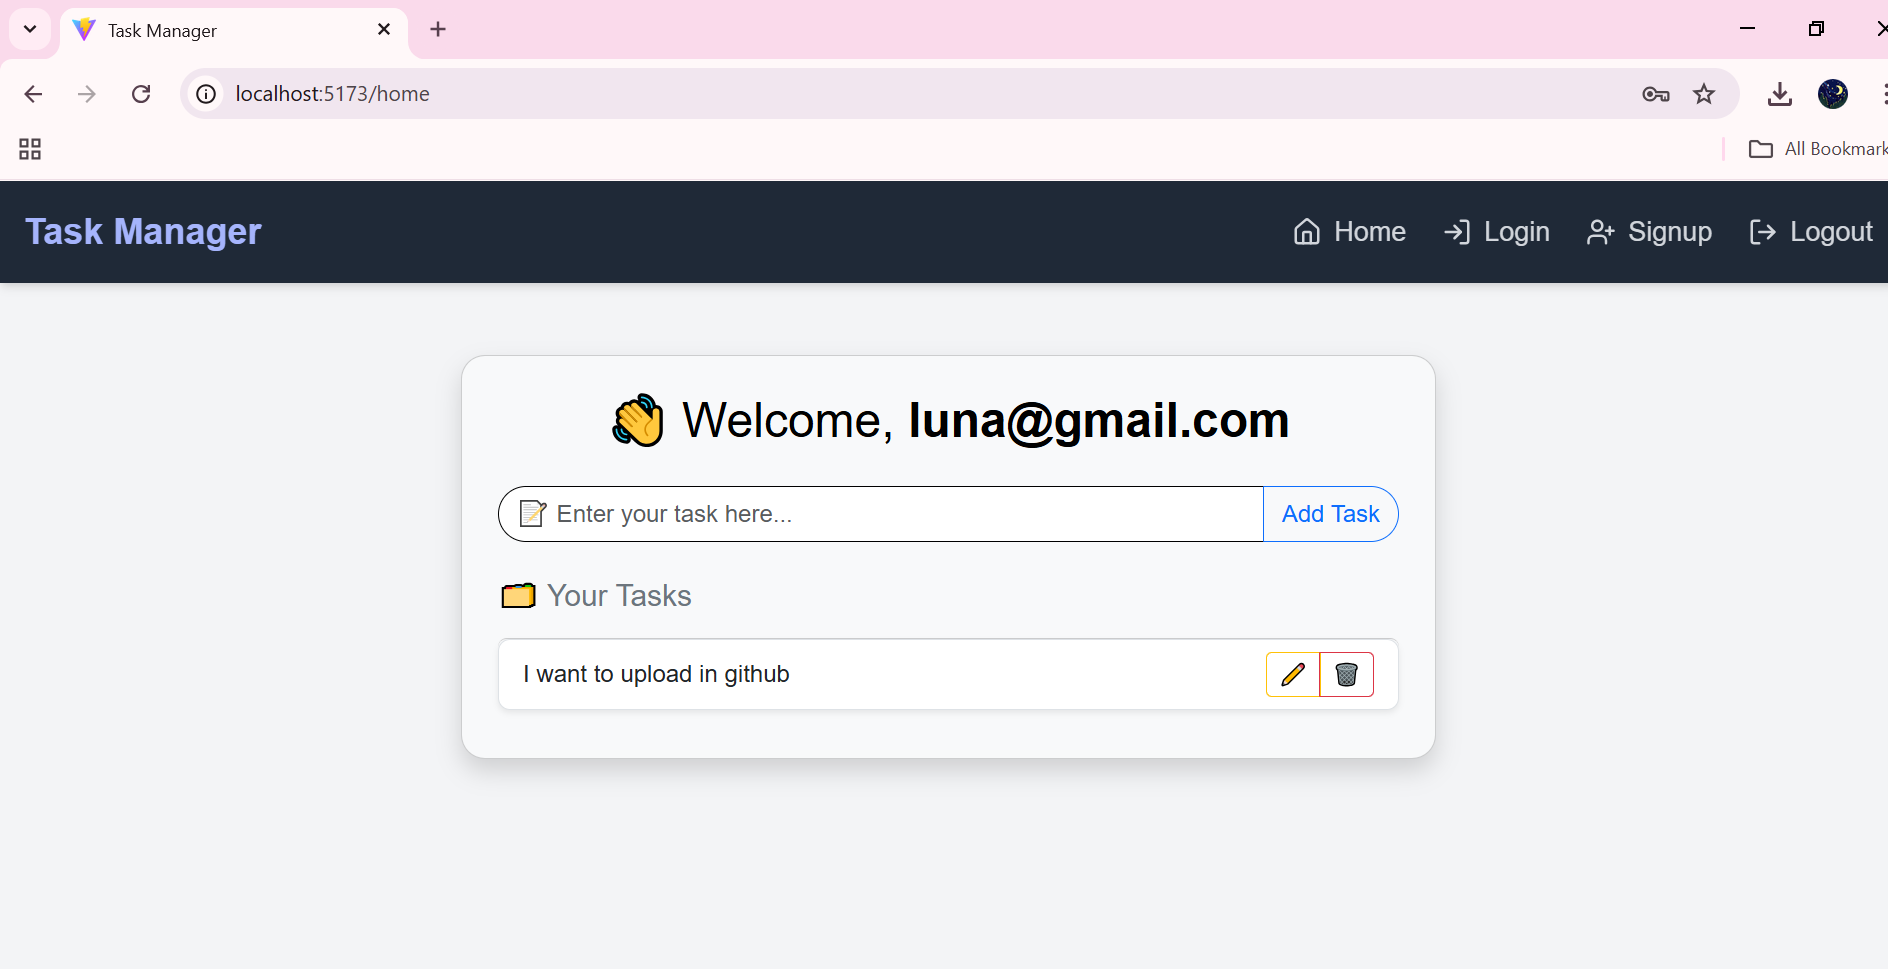 Task Manager
localhost:5173/home
All Bookmark
Task Manager
Home Login Signup Logout
👋 Welcome, luna@gmail.com
📝 Enter your task here...
Add Task
🗂️ Your Tasks
I want to upload in github